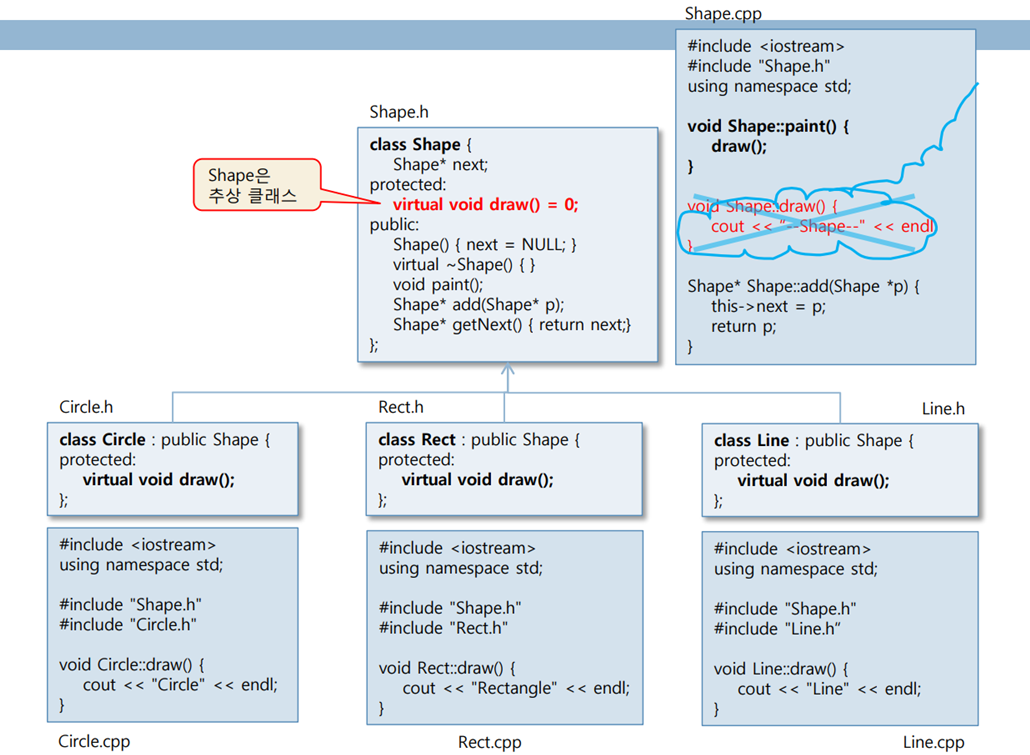 Shape.cpp
#include <iostream>
#include "Shape.h"
using namespace std;
void Shape::paint() {
draw();
}
void Shape::draw() {
cout << "--Shape--" << endl
}
Shape* Shape::add(Shape *p) {
this->next = p;
return p;
}
Shape.h
class Shape {
Shape* next;
protected:
virtual void draw() = 0;
public:
Shape() { next = NULL; }
virtual ~Shape() { }
void paint();
Shape* add(Shape* p);
Shape* getNext() { return next;}
};
Shape은
추상 클래스
Circle.h
class Circle : public Shape {
protected:
virtual void draw();
};
#include <iostream>
using namespace std;
#include "Shape.h"
#include "Circle.h"
void Circle::draw() {
cout << "Circle" << endl;
}
Circle.cpp
Rect.h
class Rect : public Shape {
protected:
virtual void draw();
};
#include <iostream>
using namespace std;
#include "Shape.h"
#include "Rect.h"
void Rect::draw() {
cout << "Rectangle" << endl;
}
Rect.cpp
Line.h
class Line : public Shape {
protected:
virtual void draw();
};
#include <iostream>
using namespace std;
#include "Shape.h"
#include "Line.h"
void Line::draw() {
cout << "Line" << endl;
}
Line.cpp